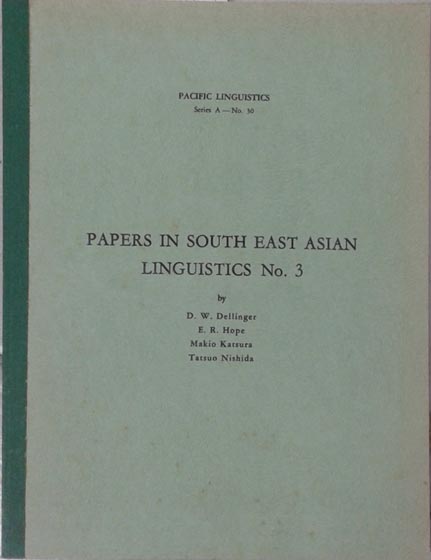 PACIFIC LINGUISTICS
Series A — No. 30
PAPERS IN SOUTH EAST ASIAN
LINGUISTICS No. 3
by
D. W. Dellinger
E. R. Hope
Makio Katsura
Tatsuo Nishida